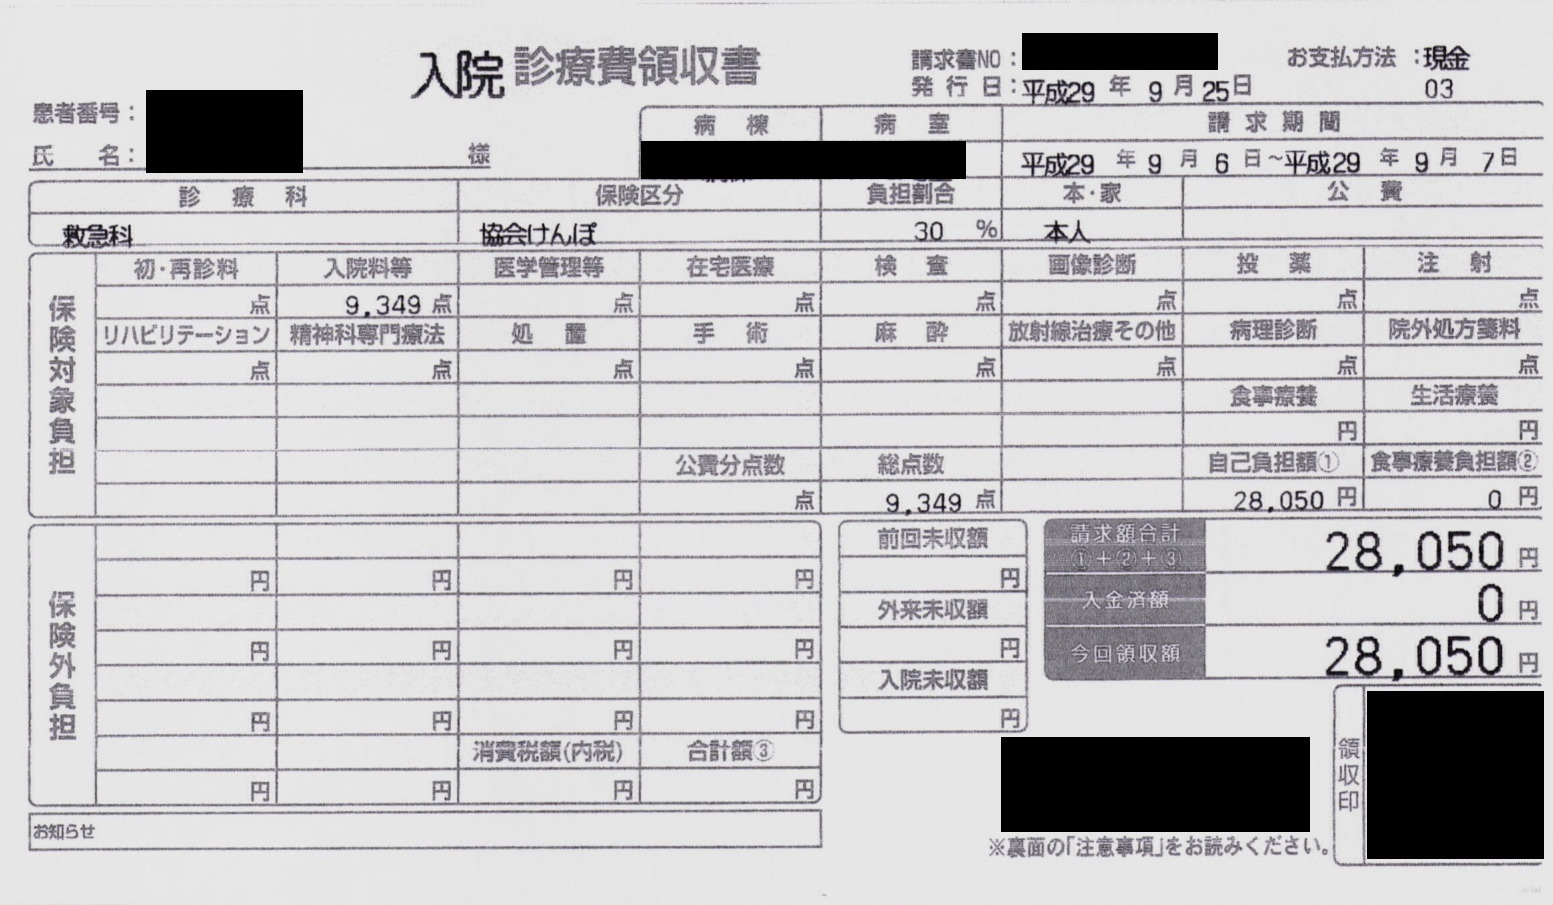 入院 診療費領収書
請求書NO：
お支払方法 ：現金
発行日：平成29 年 9 月 25日
03
患者番号：
氏 名： 様
病 棟 病 室 請 求 期 間
平成29 年 9 月 6 日～平成29 年 9 月 7日
診 療 科 保険区分 負担割合 本・家 公 費
救急科 協会けんぽ 30 % 本人
保険対象負担
初・再診料 入院料等 医学管理等 在宅医療 検 査 画像診断 投 薬 注 射
点 9,349 点 点 点 点 点 点 点
リハビリテーション 精神科専門療法 処 置 手 術 麻 酔 放射線治療その他 病理診断 院外処方箋料
点 点 点 点 点 点 点 点
食事療養 生活療養
円 円
公費分点数 総点数 自己負担額① 食事療養負担額②
点 9,349 点 28,050 円 0 円
保険外負担
円 円 円 円
円 円 円 円
円 円 円 円
消費税額(内税) 合計額③
円 円 円 円
前回未収額
円
外来未収額
円
入院未収額
円
請求額合計
①＋②＋③
28,050 円
入金済額 0 円
今回領収額 28,050 円
領収印
お知らせ
※裏面の「注意事項」をお読みください。